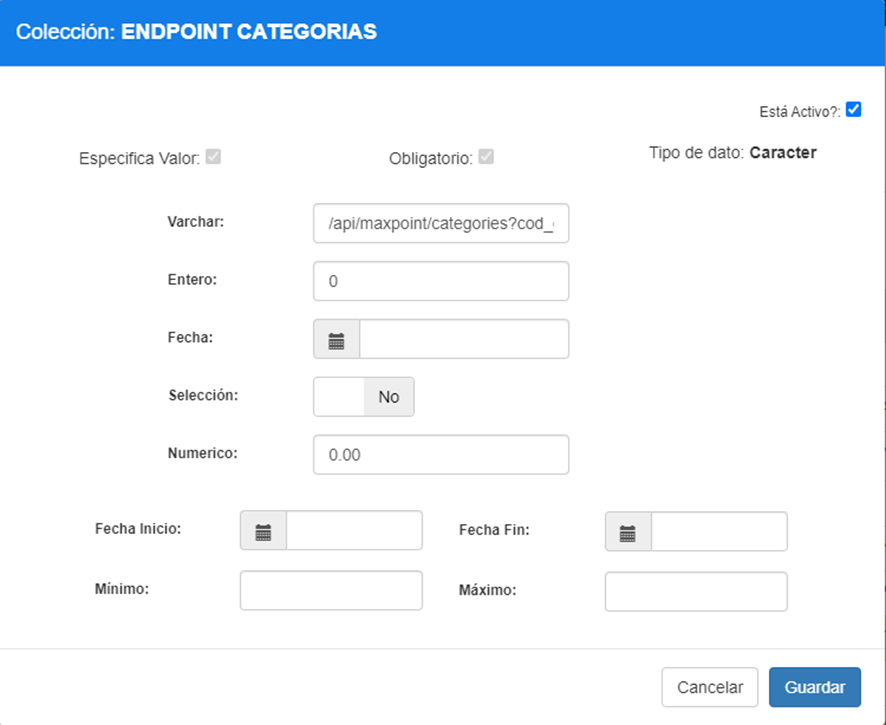 Colección: ENDPOINT CATEGORIAS
Está Activo?:
Especifica Valor:
Obligatorio:
Tipo de dato: Caracter
Varchar:
/api/maxpoint/categories?cod_
Entero:
0
Fecha:
Selección:
No
Numerico:
0.00
Fecha Inicio:
Fecha Fin:
Mínimo:
Máximo:
Cancelar
Guardar